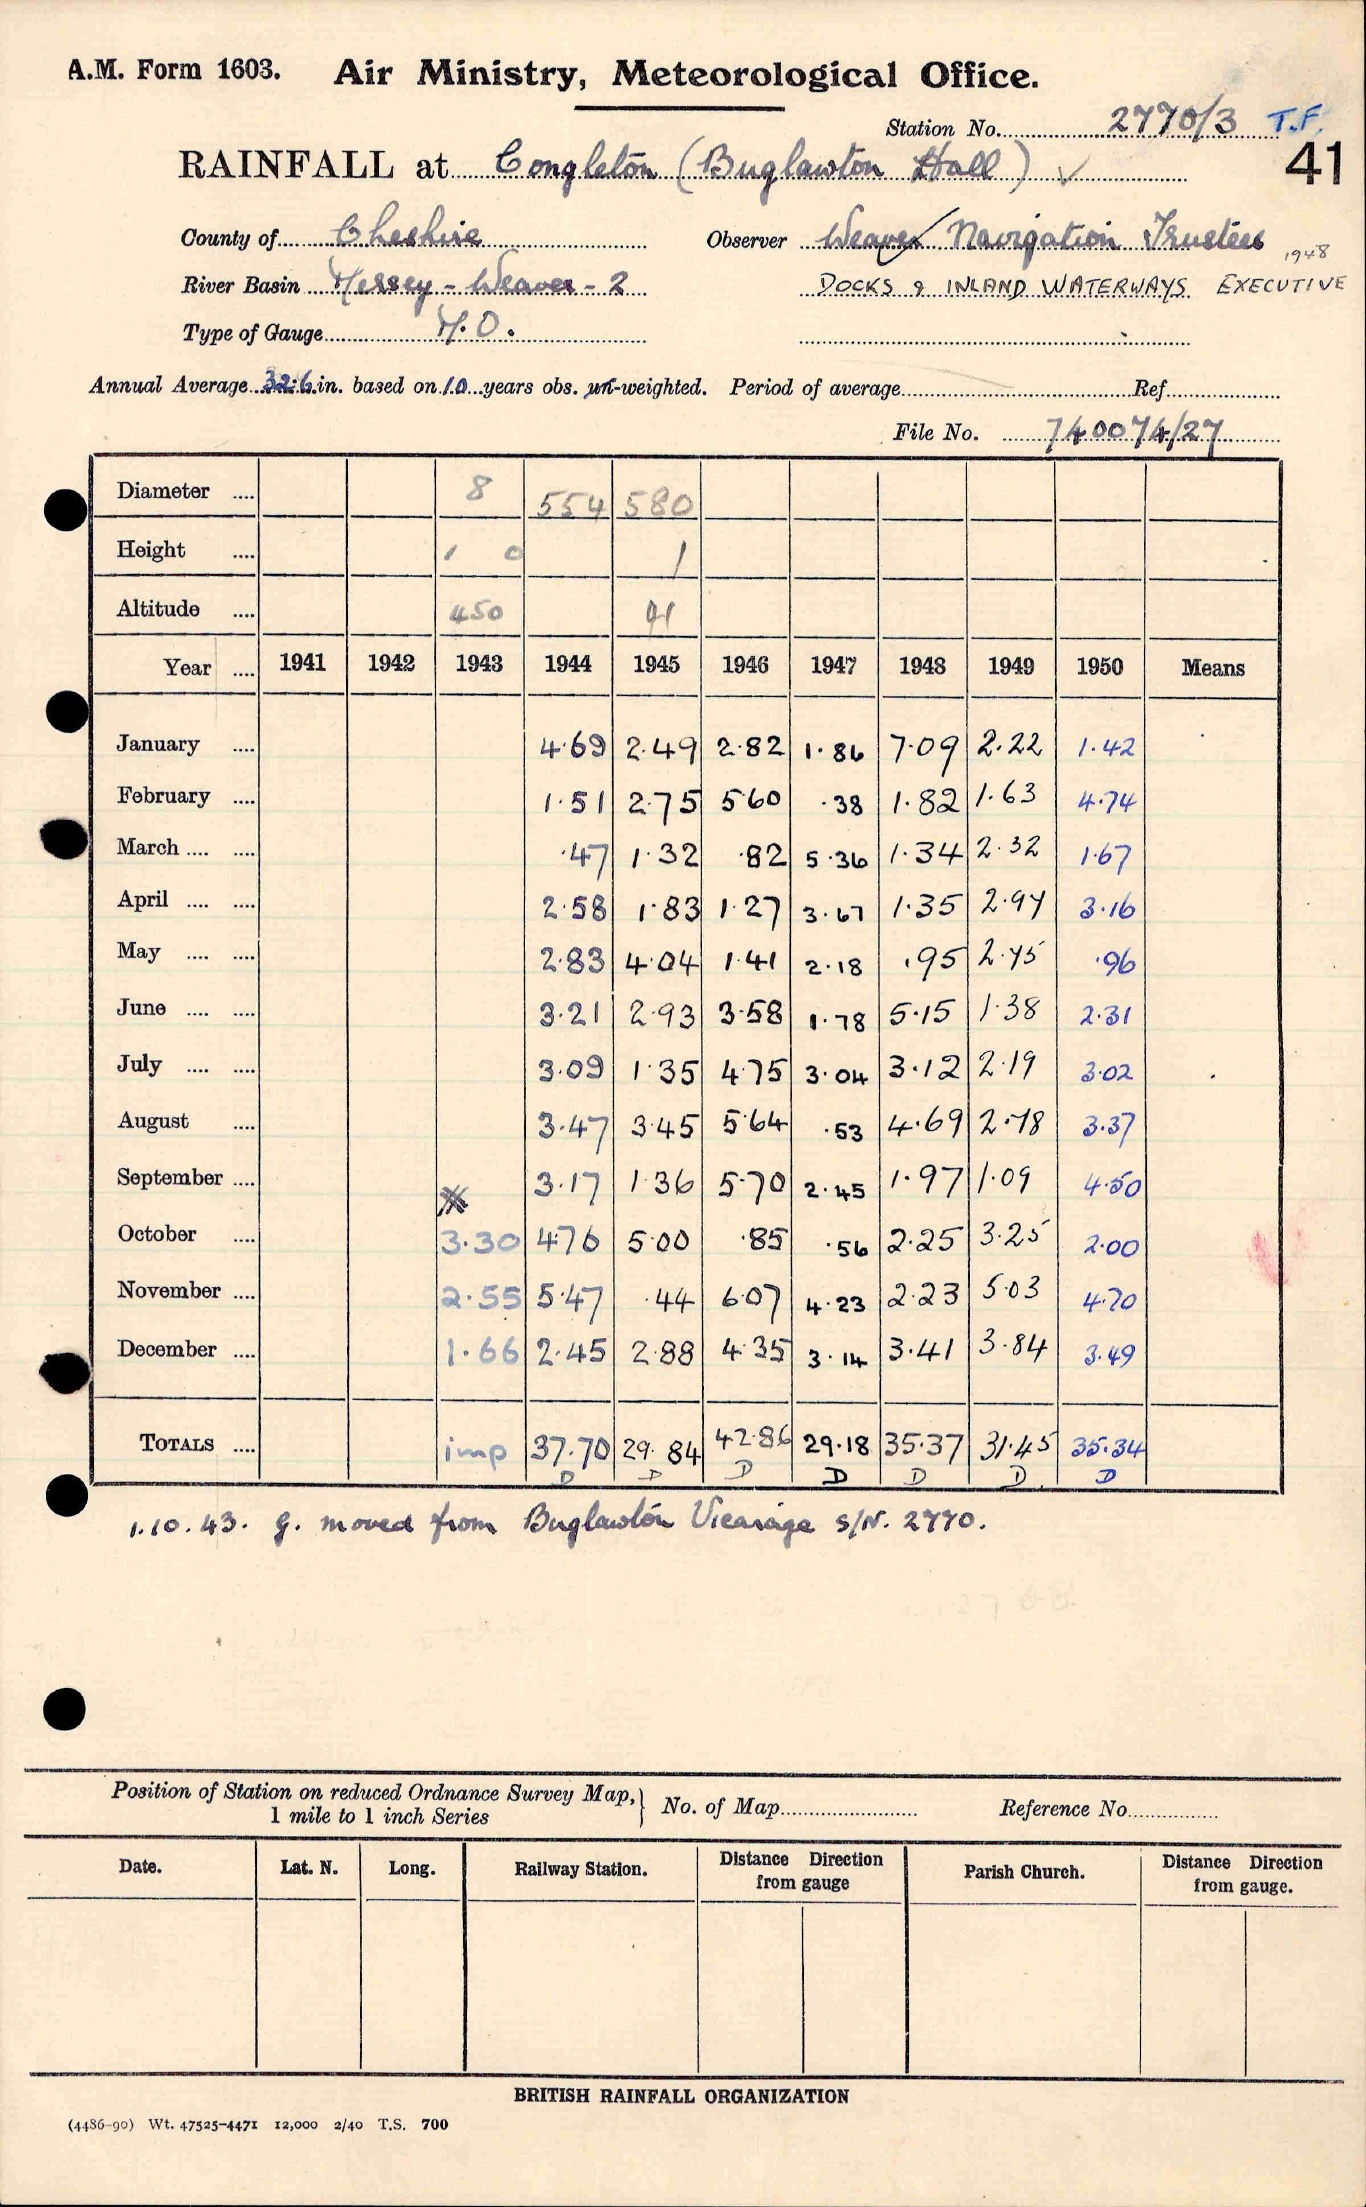 A.M. Form 1603. Air Ministry, Meteorological Office.
Station No. 2770/3 T.F.
RAINFALL at Congleton (Buglawton Hall) ✓ 41
County of Cheshire Observer Weaver Navigation Trustees
1948
River Basin Mersey - Weaver - 2 DOCKS & INLAND WATERWAYS EXECUTIVE
Type of Gauge M.O.
Annual Average 32.6 in. based on 10 years obs. un-weighted. Period of average Ref
File No. 740074/27
Diameter .... 8 554 580
Height .... 1 0 1
Altitude .... 450 41
Year .... 1941 1942 1943 1944 1945 1946 1947 1948 1949 1950 Means
January .... 4.69 2.49 2.82 1.86 7.09 2.22 1.42
February .... 1.51 2.75 5.60 .38 1.82 1.63 4.74
March .... .... .47 1.32 .82 5.36 1.34 2.32 1.67
April .... .... 2.58 1.83 1.27 3.67 1.35 2.97 3.16
May .... .... 2.83 4.04 1.41 2.18 .95 2.75 .96
June .... .... 3.21 2.93 3.58 1.78 5.15 1.38 2.31
July .... .... 3.09 1.35 4.75 3.04 3.12 2.19 3.02
August .... 3.47 3.45 5.64 .53 4.69 2.78 3.37
September .... 3.17 1.36 5.70 2.45 1.97 1.09 4.50
October .... 3.30 4.76 5.00 .85 .56 2.25 3.25 2.00
November .... 2.55 5.47 .44 6.07 4.23 2.23 5.03 4.70
December .... 1.66 2.45 2.88 4.35 3.14 3.41 3.84 3.49
TOTALS .... imp 37.70 29.84 42.86 29.18 35.37 31.45 35.34
D D D D D D D
1.10.43. G. moved from Buglawton Vicarage S/N. 2770.
Position of Station on reduced Ordnance Survey Map,} No. of Map Reference No.
1 mile to 1 inch Series
Date. Lat. N. Long. Railway Station. Distance Direction from gauge Parish Church. Distance Direction from gauge.
BRITISH RAINFALL ORGANIZATION
(4486-90) Wt. 47525-4471 12,000 2/40 T.S. 700